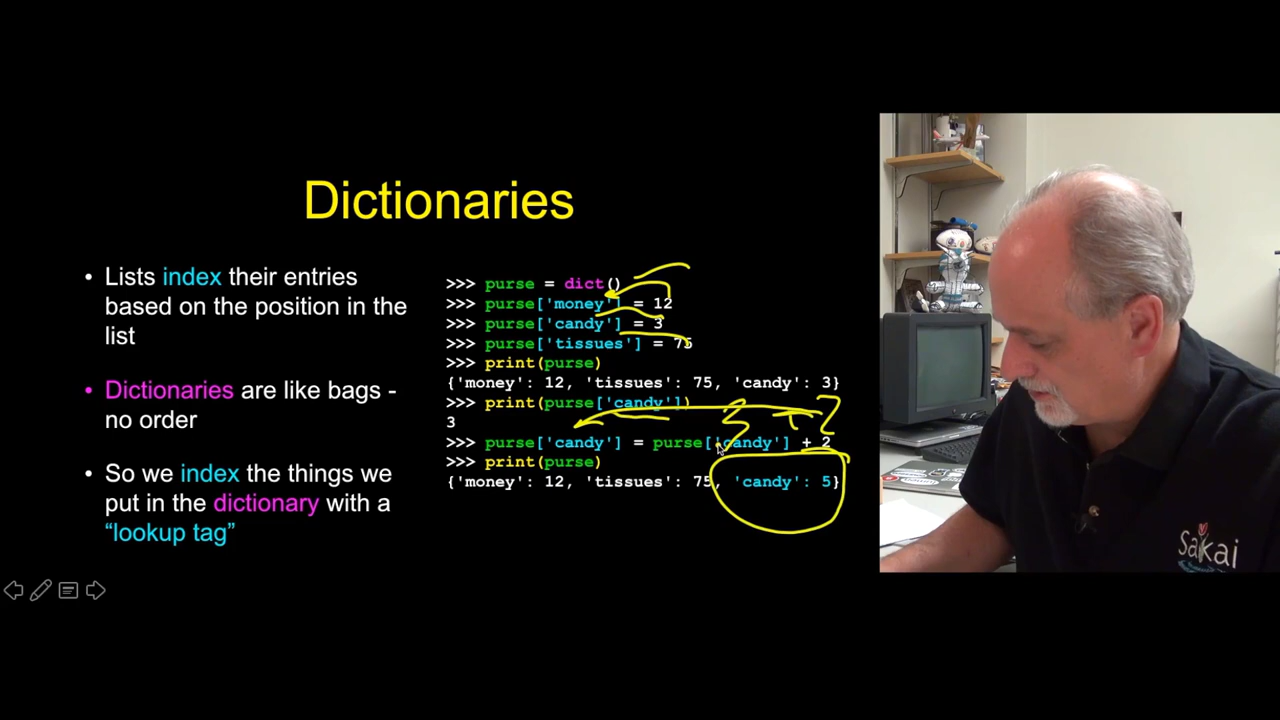 Dictionaries
• Lists index their entries
based on the position in the
list
• Dictionaries are like bags -
no order
• So we index the things we
put in the dictionary with a
“lookup tag”
>>> purse = dict()
>>> purse['money'] = 12
>>> purse['candy'] = 3
>>> purse['tissues'] = 75
>>> print(purse)
{'money': 12, 'tissues': 75, 'candy': 3}
>>> print(purse['candy'])
3
3 + 2
>>> purse['candy'] = purse['candy'] + 2
>>> print(purse)
{'money': 12, 'tissues': 75, 'candy': 5}
Sakai